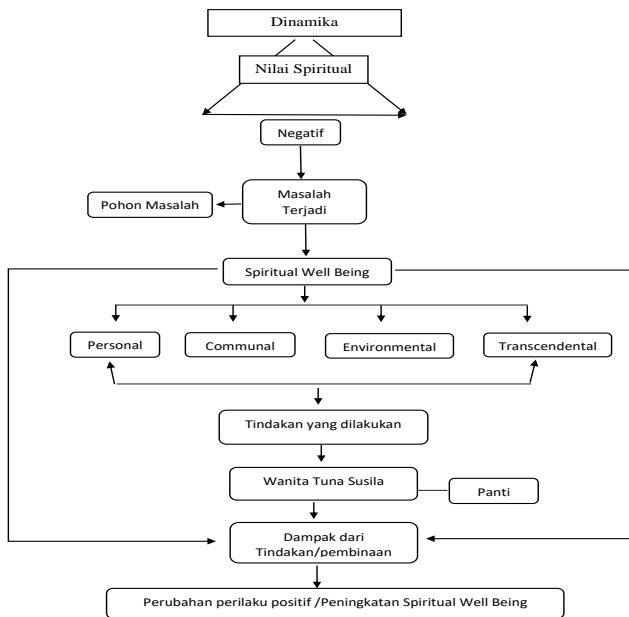 Dinamika
Nilai Spiritual
Negatif
Pohon Masalah
Masalah
Terjadi
Spiritual Well Being
Personal
Communal
Environmental
Transcendental
Tindakan yang dilakukan
Wanita Tuna Susila
Panti
Dampak dari
Tindakan/pembinaan
Perubahan perilaku positif /Peningkatan Spiritual Well Being